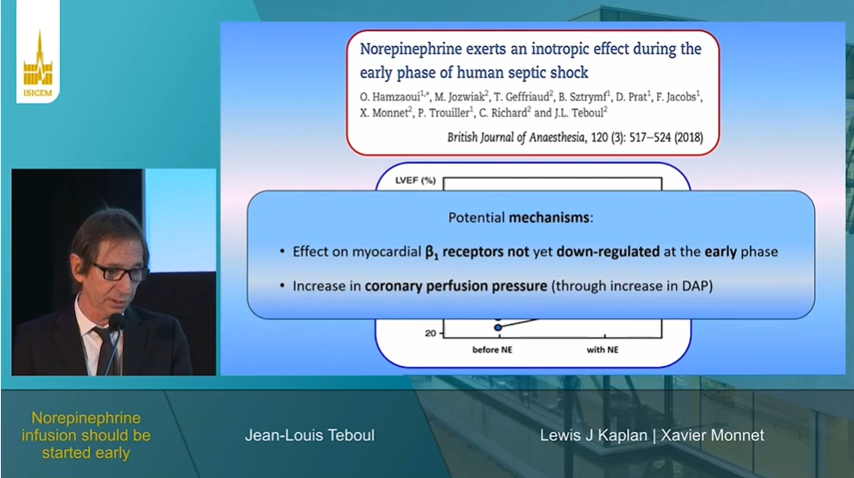 ISICEM
Norepinephrine exerts an inotropic effect during the
early phase of human septic shock
O. Hamzaoui1,*, M. Jozwiak2, T. Geffriaud2, B. Sztrymf1, D. Prat1, F. Jacobs1,
X. Monnet2, P. Trouiller1, C. Richard2 and J.L. Teboul2
British Journal of Anaesthesia, 120 (3): 517–524 (2018)
LVEF (%)
Potential mechanisms:
• Effect on myocardial β1 receptors not yet down-regulated at the early phase
• Increase in coronary perfusion pressure (through increase in DAP)
20
before NE
with NE
Norepinephrine
infusion should be
started early
Jean-Louis Teboul
Lewis J Kaplan | Xavier Monnet